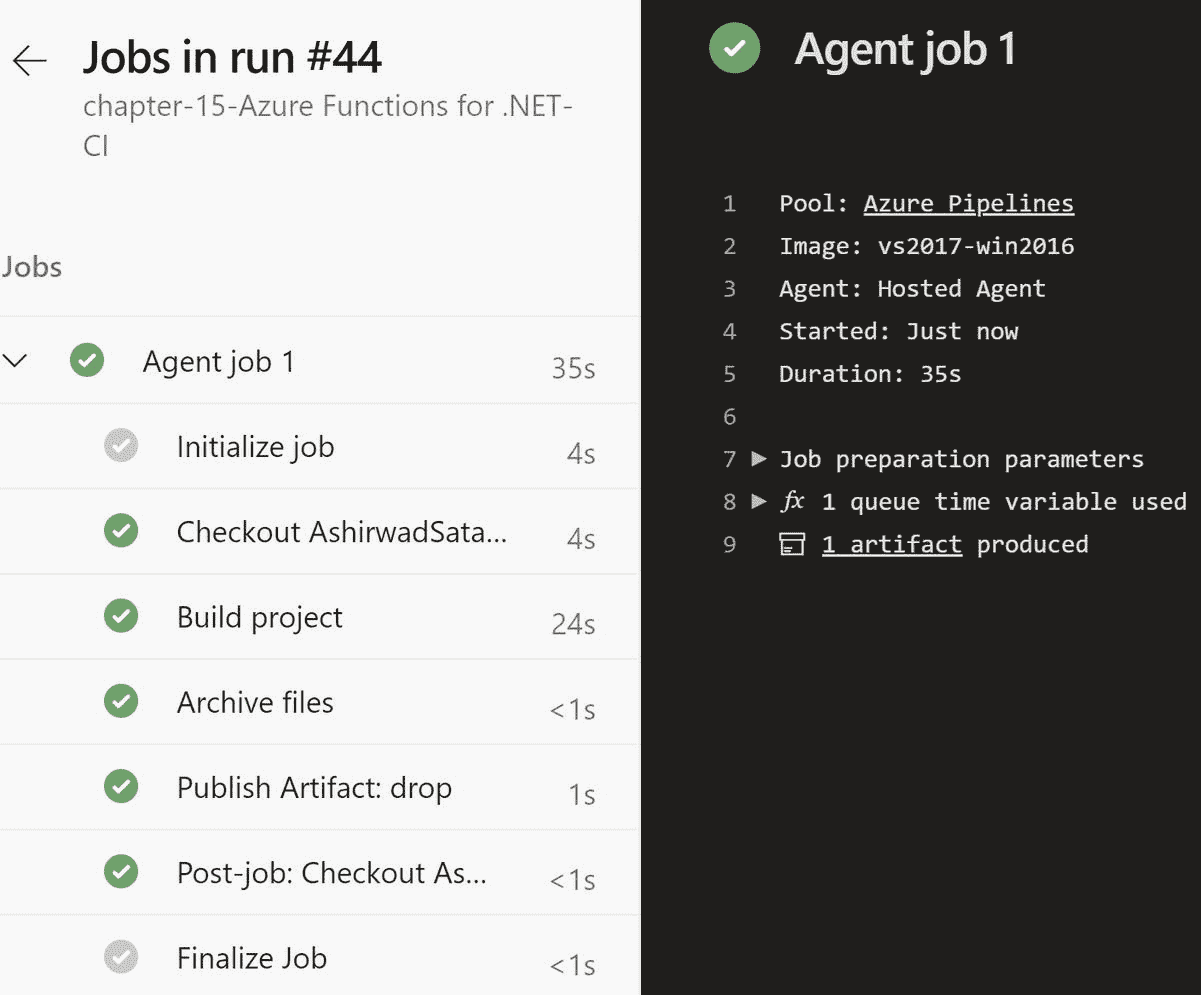 Jobs in run #44
chapter-15-Azure Functions for .NET-
CI
Jobs
Agent job 1 35s
Initialize job 4s
Checkout AshirwadSata... 4s
Build project 24s
Archive files <1s
Publish Artifact: drop 1s
Post-job: Checkout As... <1s
Finalize Job <1s
Agent job 1
1 Pool: Azure Pipelines
2 Image: vs2017-win2016
3 Agent: Hosted Agent
4 Started: Just now
5 Duration: 35s
6
7 Job preparation parameters
8 fx 1 queue time variable used
9 1 artifact produced